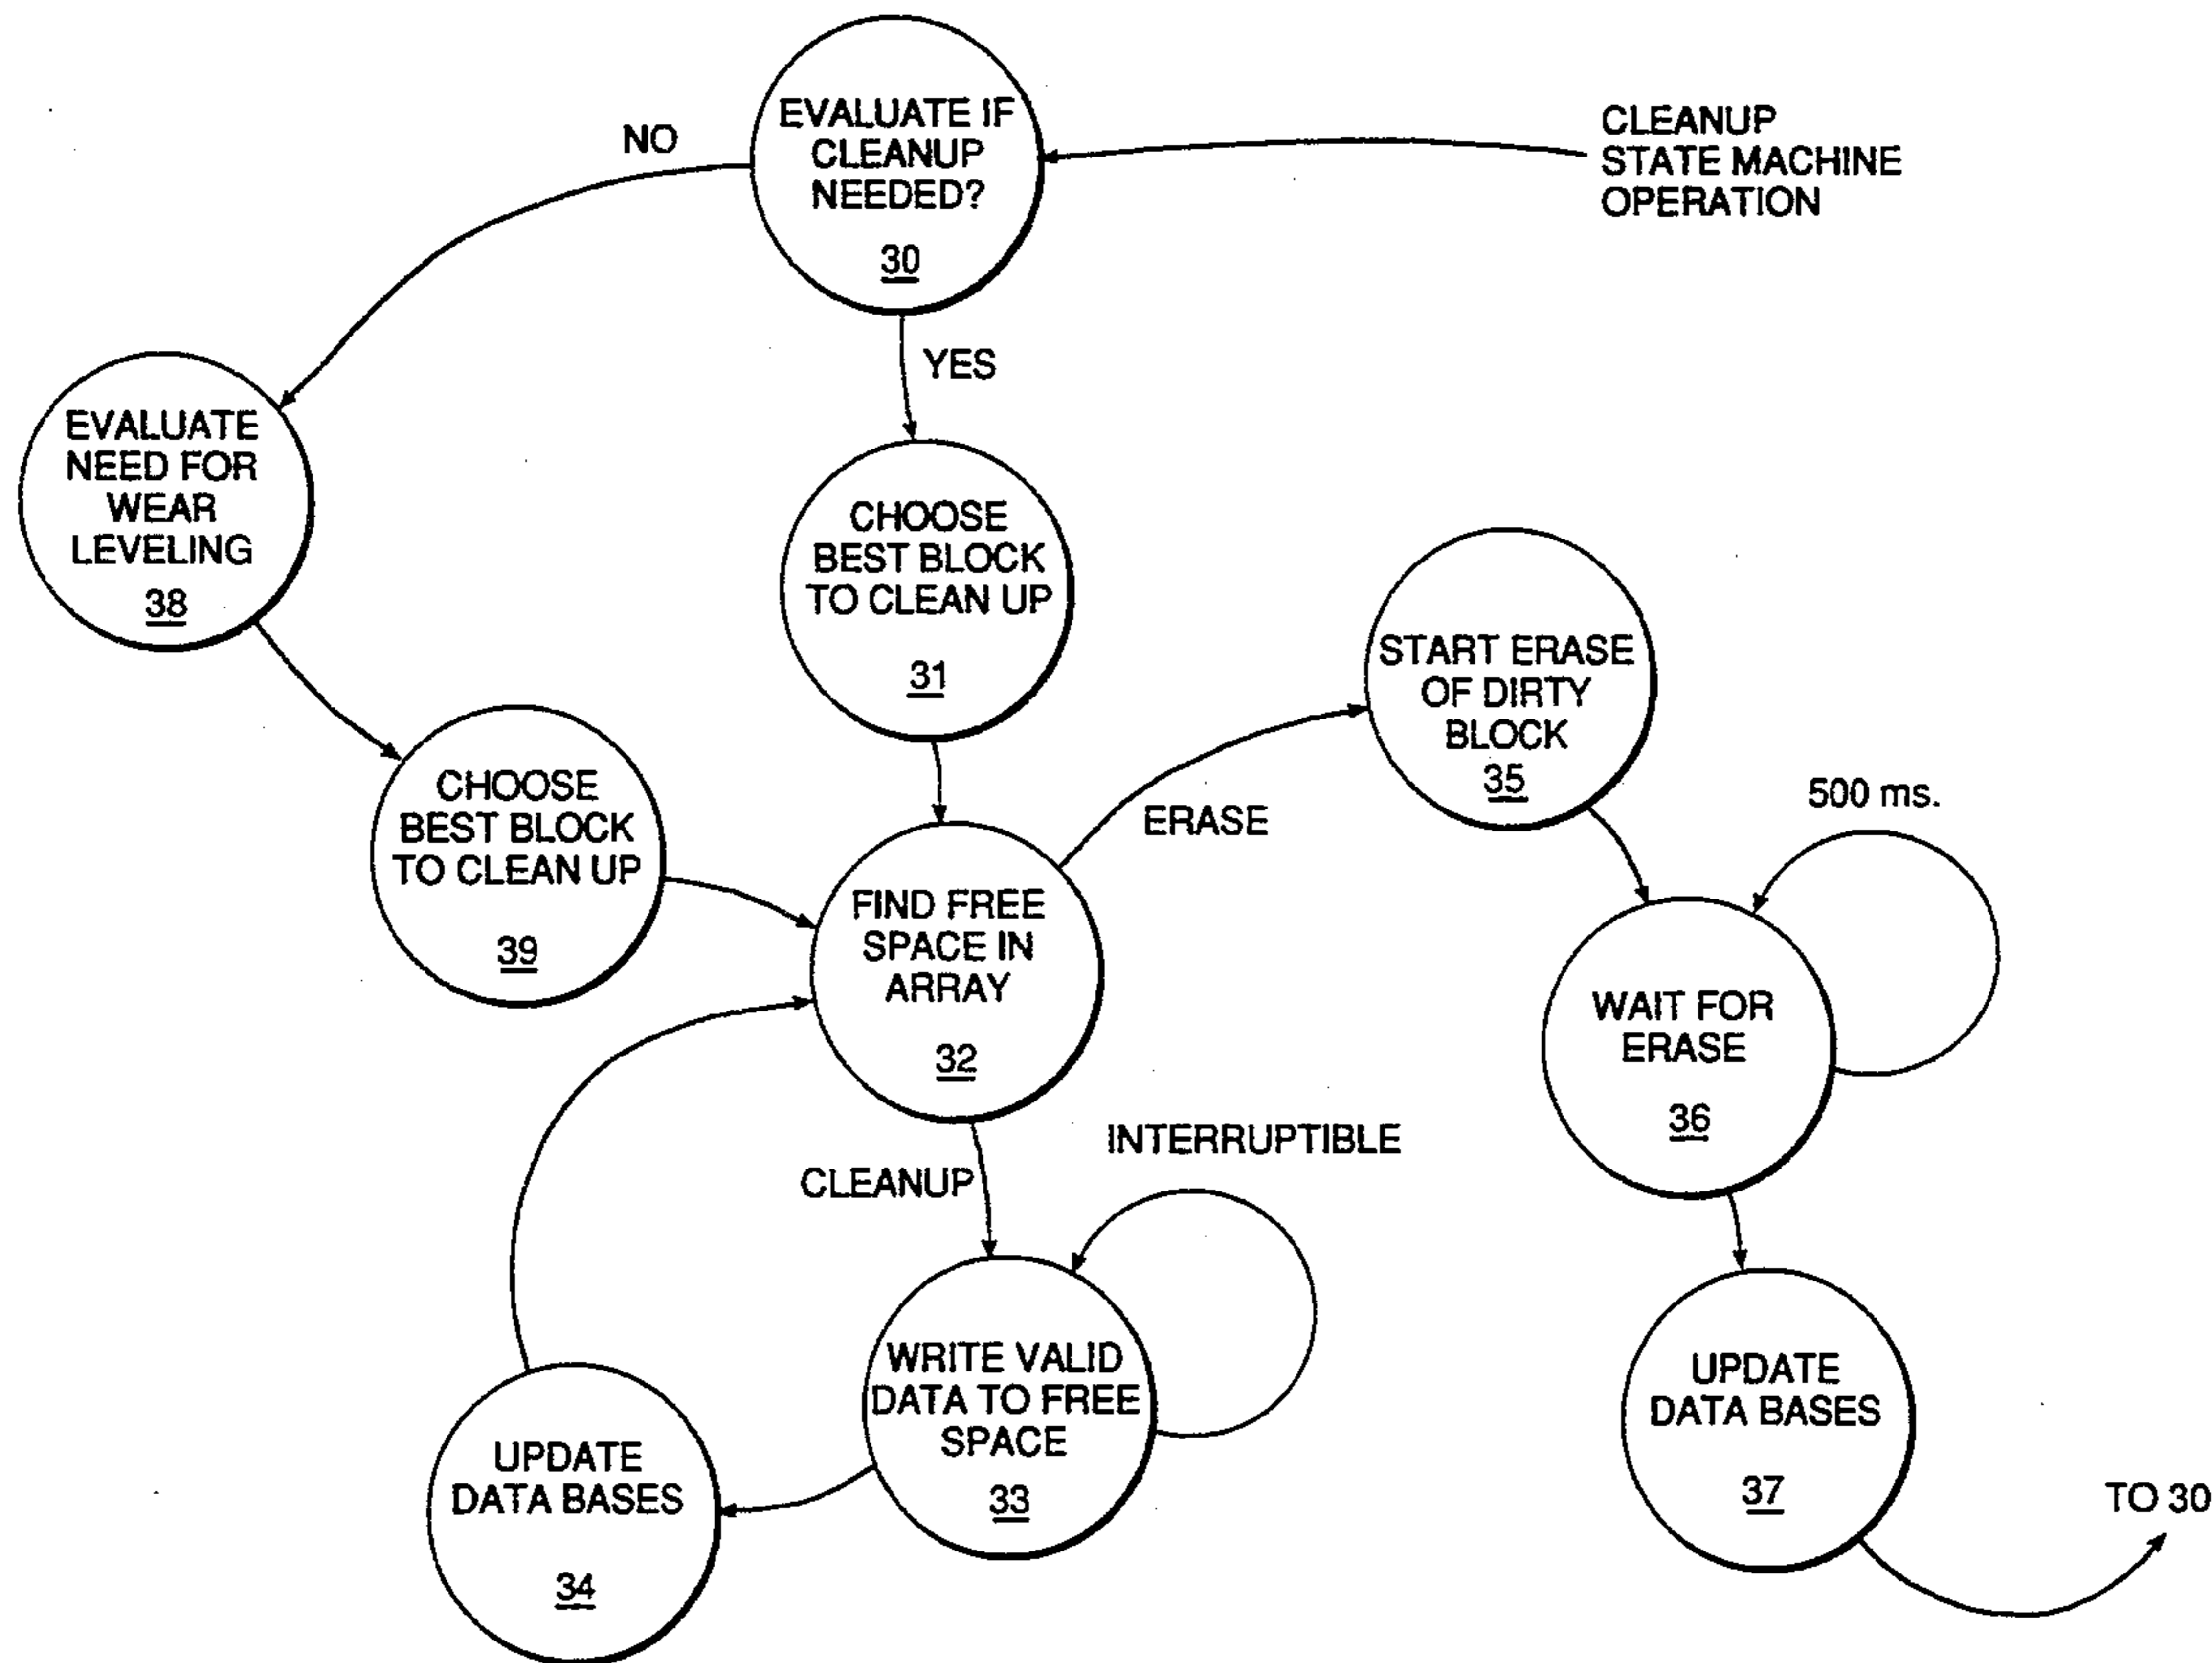 EVALUATE IF
CLEANUP
NEEDED?
30
CLEANUP
STATE MACHINE
OPERATION
NO
YES
EVALUATE
NEED FOR
WEAR
LEVELING
38
CHOOSE
BEST BLOCK
TO CLEAN UP
31
START ERASE
OF DIRTY
BLOCK
35
CHOOSE
BEST BLOCK
TO CLEAN UP
39
ERASE
500 ms.
FIND FREE
SPACE IN
ARRAY
32
WAIT FOR
ERASE
36
INTERRUPTIBLE
CLEANUP
WRITE VALID
DATA TO FREE
SPACE
33
UPDATE
DATA BASES
34
UPDATE
DATA BASES
37
TO 30